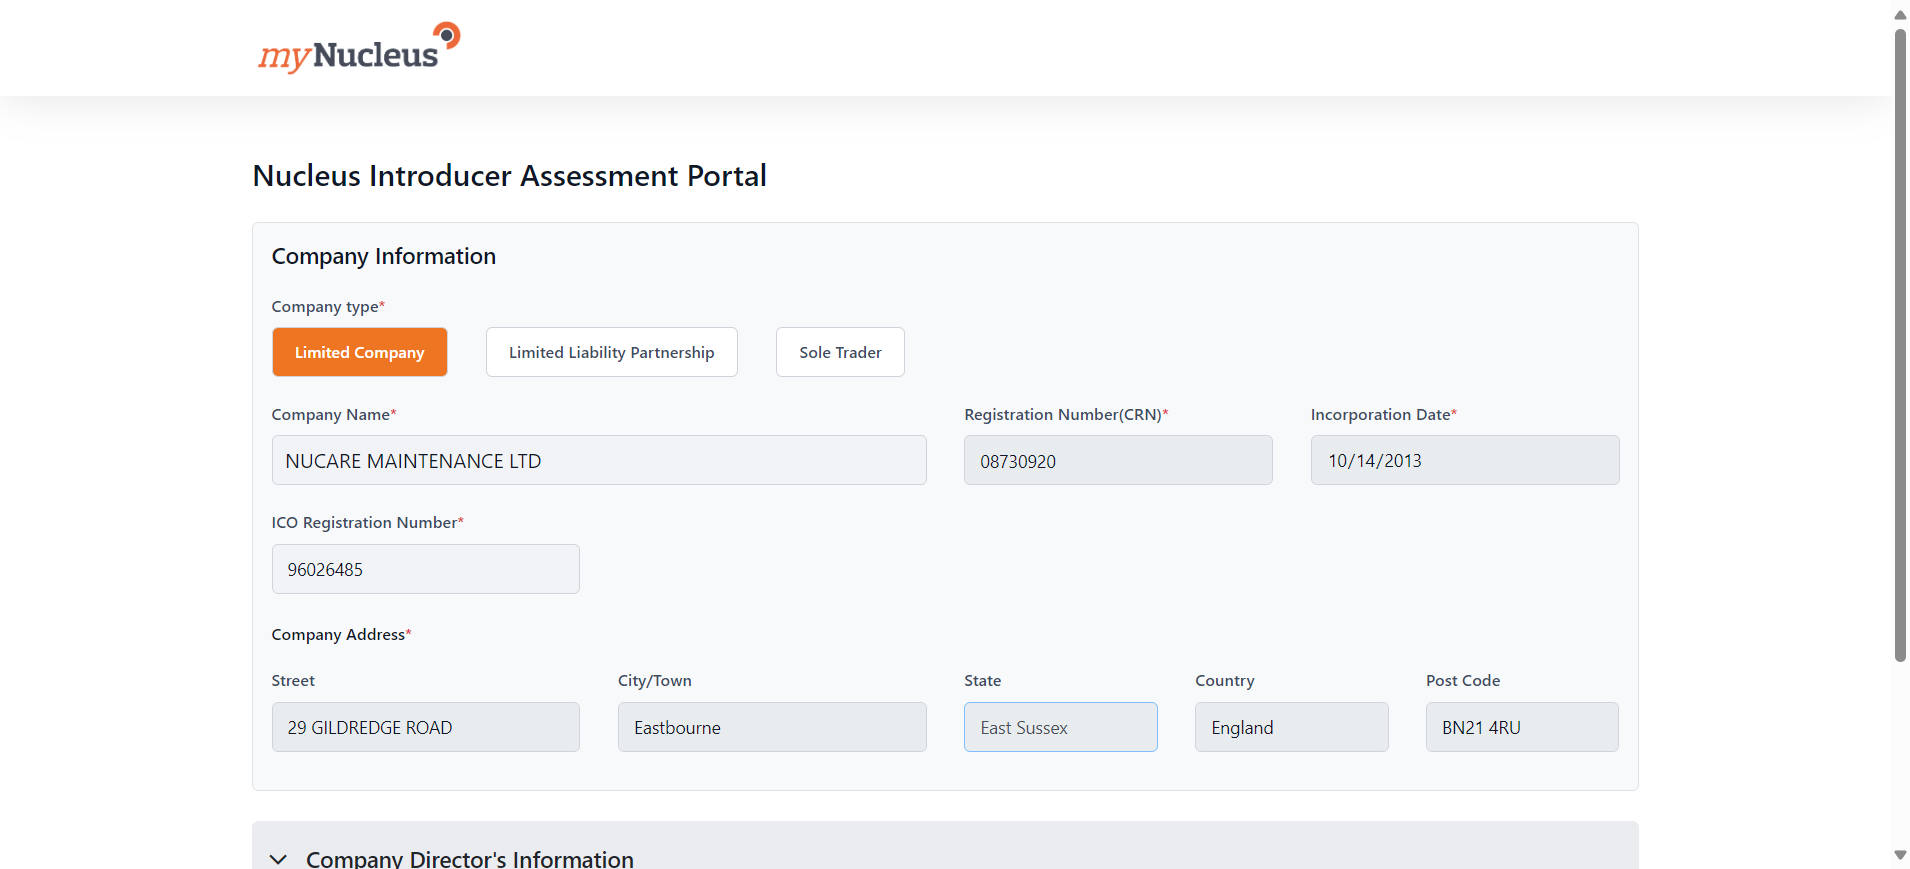 myNucleus
Nucleus Introducer Assessment Portal
Company Information
Company type*
Limited Company
Limited Liability Partnership
Sole Trader
Company Name*
Registration Number(CRN)*
Incorporation Date*
NUCARE MAINTENANCE LTD
08730920
10/14/2013
ICO Registration Number*
96026485
Company Address*
Street
City/Town
State
Country
Post Code
29 GILDREDGE ROAD
Eastbourne
East Sussex
England
BN21 4RU
Company Director's Information